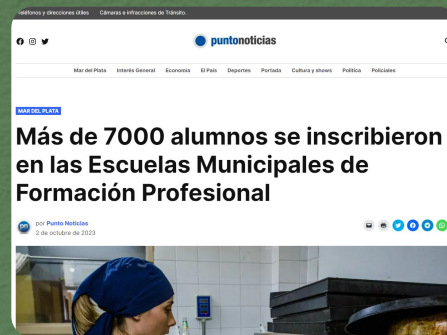 teléfonos y direcciones útiles Cámaras e infracciones de Tránsito.
puntonoticias
Mar del Plata Interés General Economía El País Deportes Portada Cultura y shows Política Policiales
MAR DEL PLATA
Más de 7000 alumnos se inscribieron
en las Escuelas Municipales de
Formación Profesional
por Punto Noticias
2 de octubre de 2023